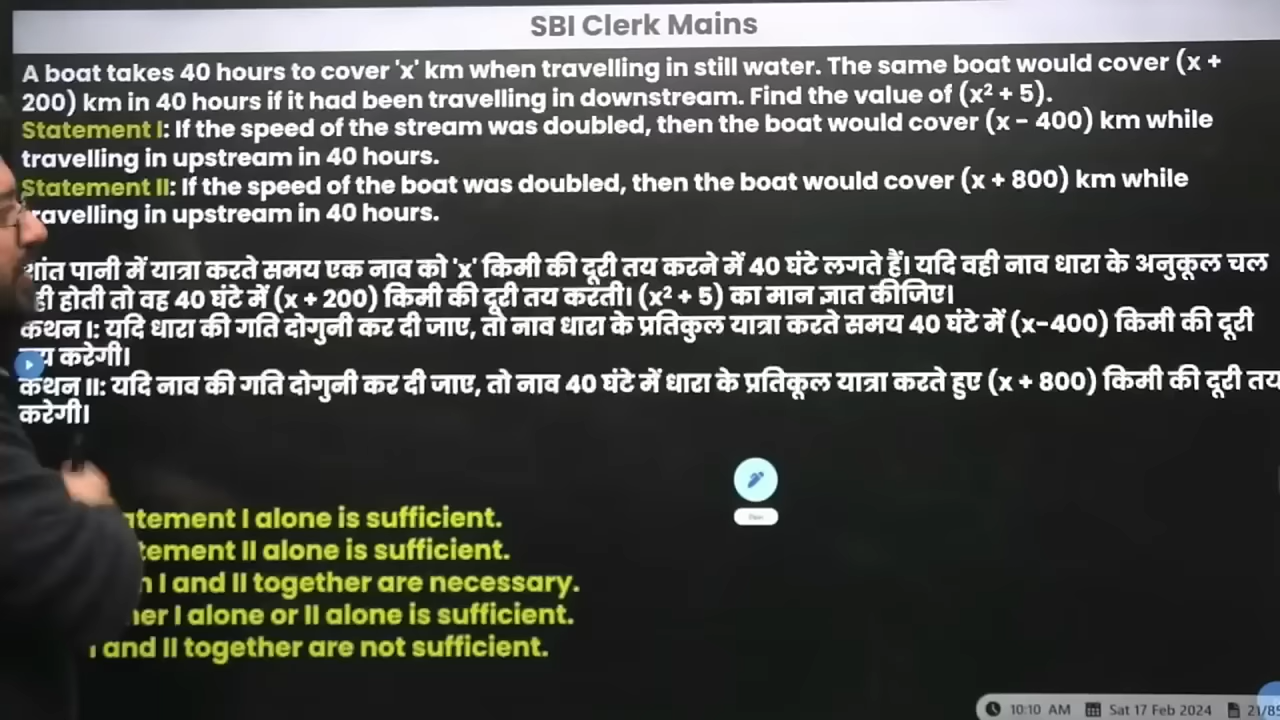 SBI Clerk Mains
A boat takes 40 hours to cover 'x' km when travelling in still water. The same boat would cover (x +
200) km in 40 hours if it had been travelling in downstream. Find the value of (x² + 5).
Statement I: If the speed of the stream was doubled, then the boat would cover (x - 400) km while
travelling in upstream in 40 hours.
Statement II: If the speed of the boat was doubled, then the boat would cover (x + 800) km while
travelling in upstream in 40 hours.
शांत पानी में यात्रा करते समय एक नाव को 'x' किमी की दूरी तय करने में 40 घंटे लगते हैं। यदि वही नाव धारा के अनुकूल चल
ही होती तो वह 40 घंटे में (x + 200) किमी की दूरी तय करती। (x² + 5) का मान ज्ञात कीजिए।
कथन I: यदि धारा की गति दोगुनी कर दी जाए, तो नाव धारा के प्रतिकुल यात्रा करते समय 40 घंटे में (x-400) किमी की दूरी
करेगी।
कथन II: यदि नाव की गति दोगुनी कर दी जाए, तो नाव 40 घंटे में धारा के प्रतिकूल यात्रा करते हुए (x + 800) किमी की दूरी तय
करेगी।
atement I alone is sufficient.
tement II alone is sufficient.
I and II together are necessary.
her I alone or II alone is sufficient.
I and II together are not sufficient.
10:10 AM Sat 17 Feb 2024 21/85